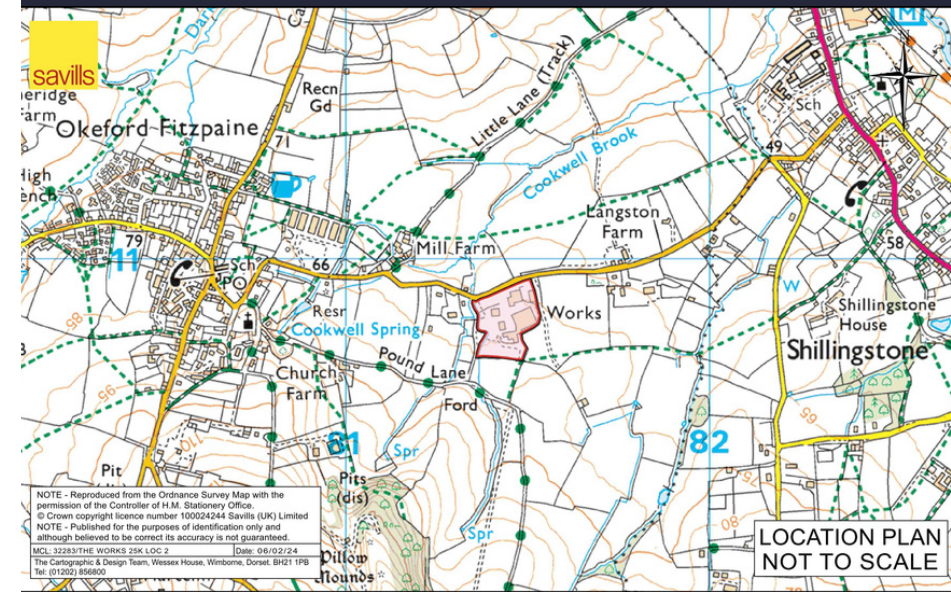 savills
Recn
Gd
Okeford Fitzpaine
71
Little Lane (Track)
Cookwell Brook
Sch
49
M
Langston
Farm
Mill Farm
79
11
Sch
PO
66
58
Resr
Cookwell Spring
Works
W
Shillingstone
House
Shillingstone
85
Pound Lane
Church
Farm
Ford
65
81
82
Spr
Pit
Pits
(dis)
Spr
80
Pillow
Mounds
NOTE - Reproduced from the Ordnance Survey Map with the
permission of the Controller of H.M. Stationery Office.
© Crown copyright licence number 100024244 Savills (UK) Limited
NOTE - Published for the purposes of identification only and
although believed to be correct its accuracy is not guaranteed.
MCL: 32283/THE WORKS 25K LOC 2
Date: 06/02/24
The Cartographic & Design Team, Wessex House, Wimborne, Dorset. BH21 1PB
Tel: (01202) 856800
LOCATION PLAN
NOT TO SCALE